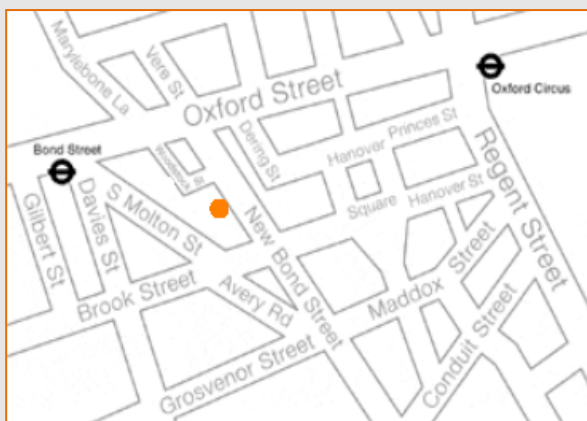 Marylebone La
Vere St
Oxford Street
Oxford Circus
Bond Street
Woodstock St
Dering St
Hanover
Princes St
Square
Hanover St
Regent Street
Gilbert St
Davies St
S Molton St
New Bond Street
Brook Street
Avery Rd
Maddox Street
Conduit Street
Grosvenor Street